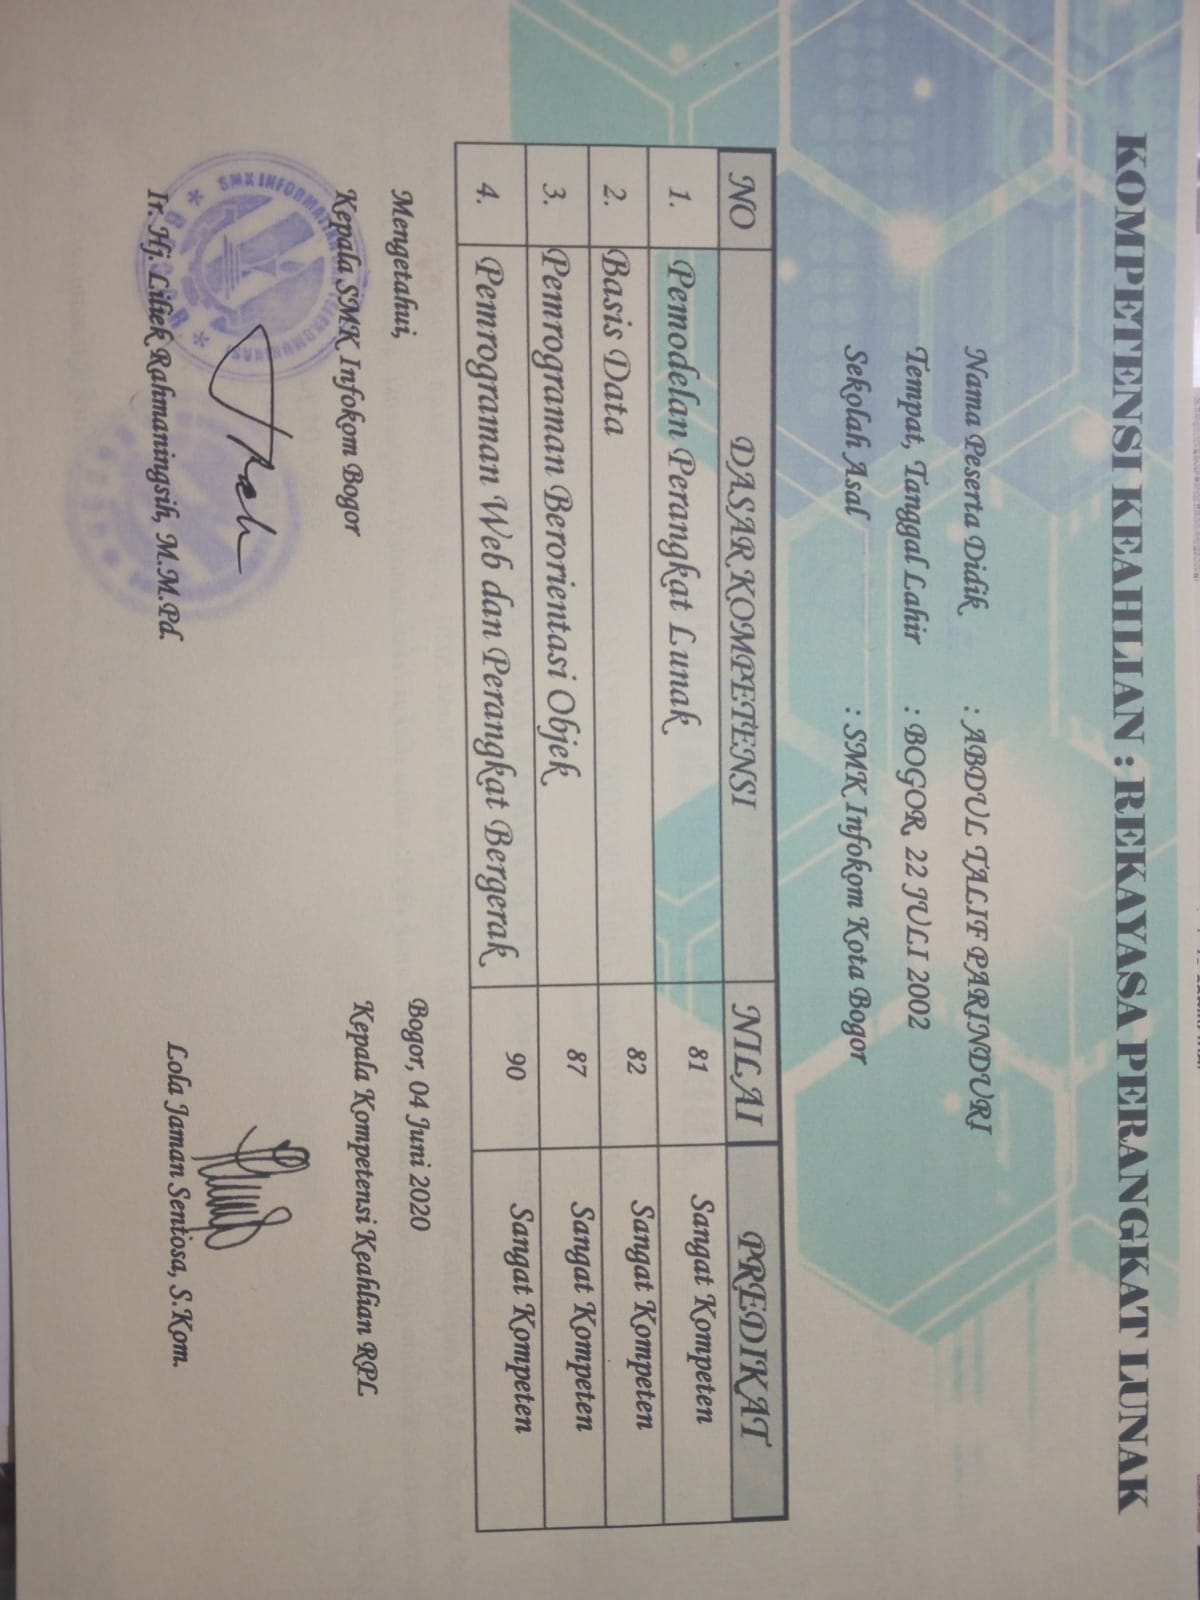 KOMPETENSI KEAHLIAN : REKAYASA PERANGKAT LUNAK
Nama Peserta Didik : ABDUL TALIF PARINDURI
Tempat, Tanggal Lahir : BOGOR, 22 JULI 2002
Sekolah Asal : SMK Infokom Kota Bogor
NO DASAR KOMPETENSI NILAI PREDIKAT
1. Pemodelan Perangkat Lunak 81 Sangat Kompeten
2. Basis Data 82 Sangat Kompeten
3. Pemrograman Berorientasi Objek 87 Sangat Kompeten
4. Pemrograman Web dan Perangkat Bergerak 90 Sangat Kompeten
Mengetahui,
Kepala SMK Infokom Bogor
Bogor, 04 Juni 2020
Kepala Kompetensi Keahlian RPL
SMK INFORMATIKA DAN TELEKOMUNIKASI
BOGOR
Ir. Hj. Liliek Rahmaningsih, M.M.Pd.
Lola Jaman Sentosa, S.Kom.